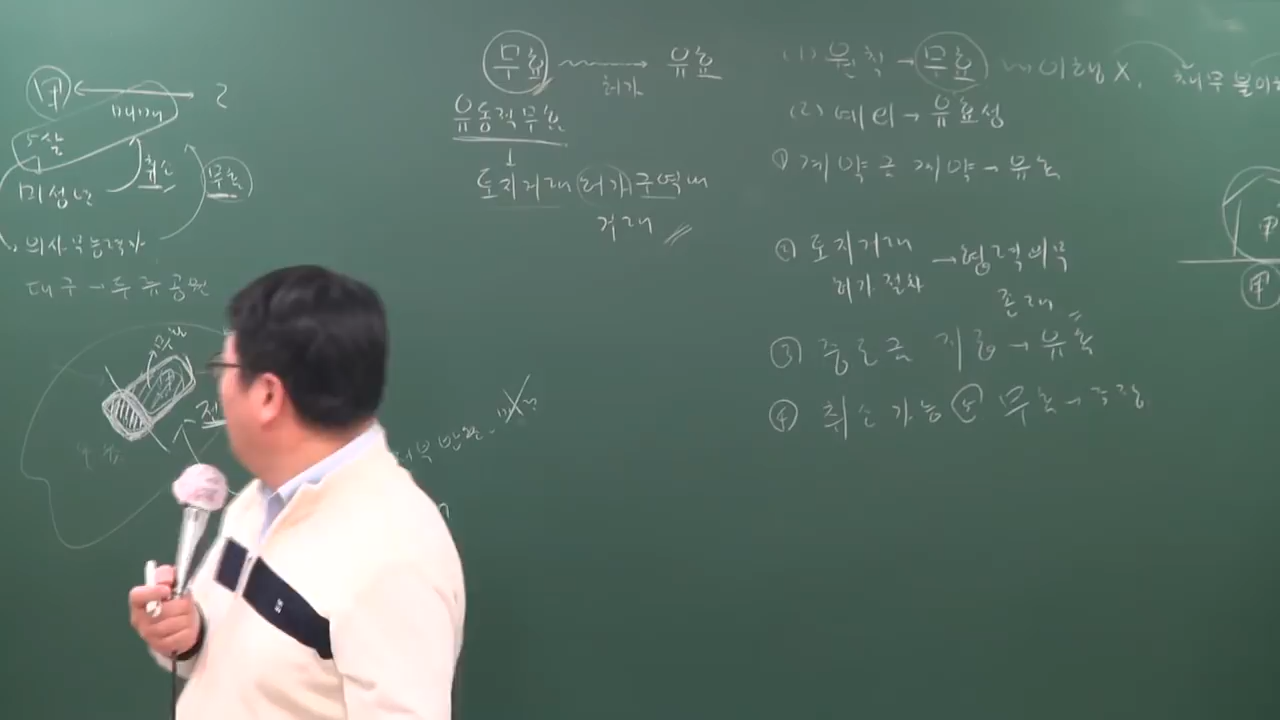 甲 ← 乙
매매
5살
취소
미성년
무효
의사무능력자
대구 → 두류공원
무효 → 유효
허가
유동적무효
↓
토지거래허가구역내
거래
(1) 원칙 → 무효 이행 X, 채무불이행
(2) 예외 → 유효성
① 계약금 계약 → 유효
② 토지거래 → 협력의무
허가절차
존재
③ 중도금 지급 → 유효
④ 취소가능 무효 → 주장
甲